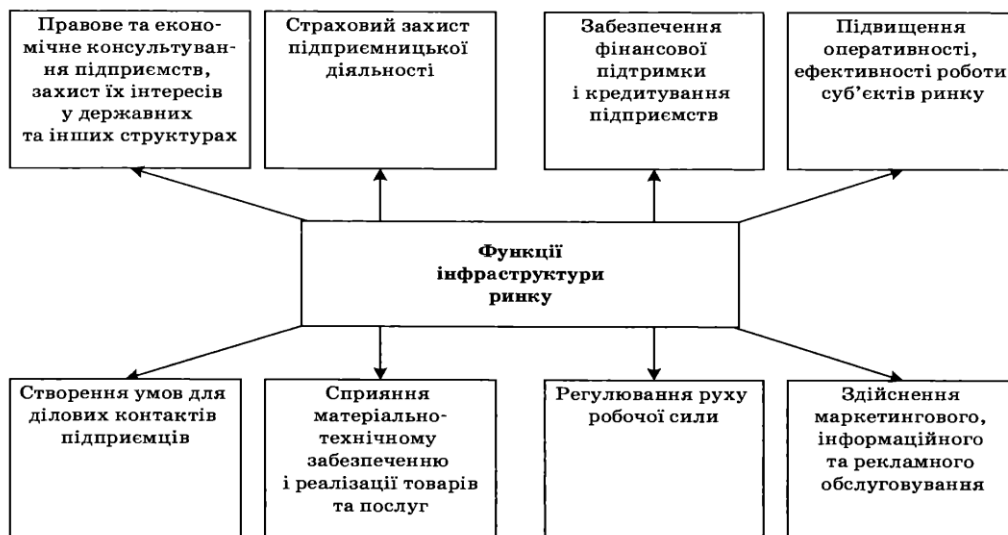 Правове та еконо-
мічне консультуван-
ня підприємств,
захист їх інтересів
у державних
та інших структурах
Страховий захист
підприємницької
діяльності
Забезпечення
фінансової
підтримки
і кредитування
підприємств
Підвищення
оперативності,
ефективності роботи
суб’єктів ринку
Функції
інфраструктури
ринку
Створення умов для
ділових контактів
підприємців
Сприяння
матеріально-
технічному
забезпеченню
і реалізації товарів
та послуг
Регулювання руху
робочої сили
Здійснення
маркетингового,
інформаційного
та рекламного
обслуговування